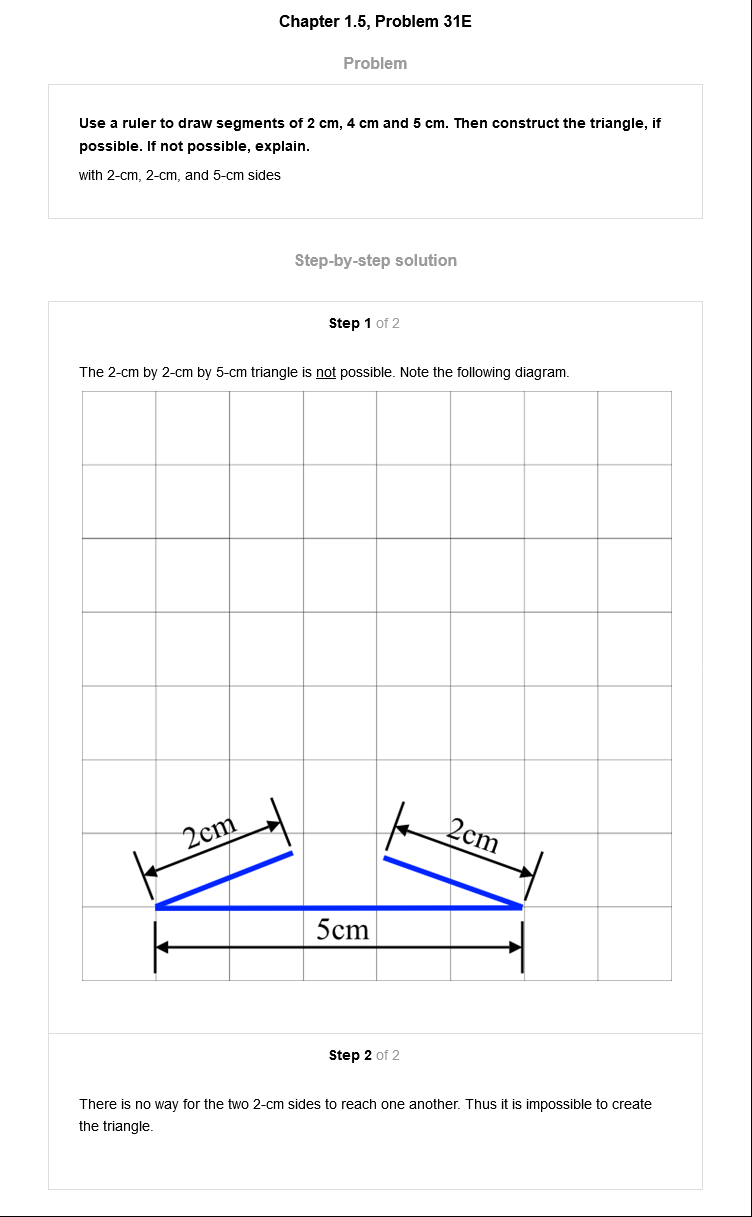 Chapter 1.5, Problem 31E
Problem
Use a ruler to draw segments of 2 cm, 4 cm and 5 cm. Then construct the triangle, if
possible. If not possible, explain.
with 2-cm, 2-cm, and 5-cm sides
Step-by-step solution
Step 1 of 2
The 2-cm by 2-cm by 5-cm triangle is not possible. Note the following diagram.
2cm
2cm
5cm
Step 2 of 2
There is no way for the two 2-cm sides to reach one another. Thus it is impossible to create
the triangle.